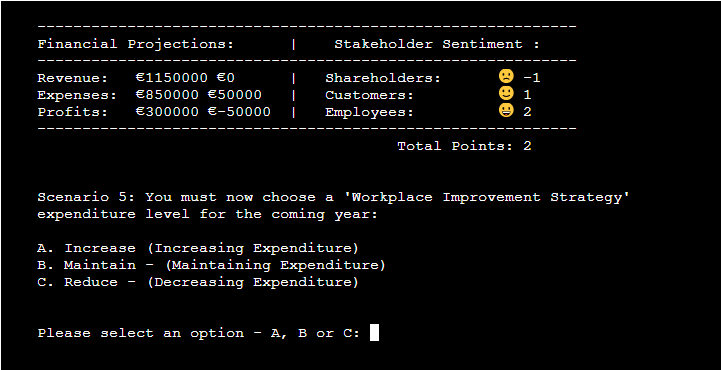 ------------------------------------------------------------
Financial Projections:      |    Stakeholder Sentiment :
------------------------------------------------------------
Revenue:   €1150000 €0      |   Shareholders:      🙁 -1
Expenses:  €850000 €50000   |   Customers:         🙂 1
Profits:   €300000 €-50000  |   Employees:         😀 2
------------------------------------------------------------
Total Points: 2
Scenario 5: You must now choose a 'Workplace Improvement Strategy'
expenditure level for the coming year:
A. Increase (Increasing Expenditure)
B. Maintain - (Maintaining Expenditure)
C. Reduce - (Decreasing Expenditure)
Please select an option - A, B or C: